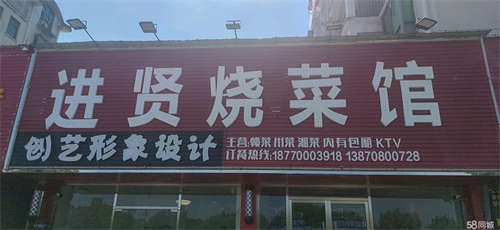 进贤烧菜馆
创艺形象设计
主营:赣菜 川菜 湘菜 内有包厢 KTV
订餐热线:18770003918 13870800728
58同城